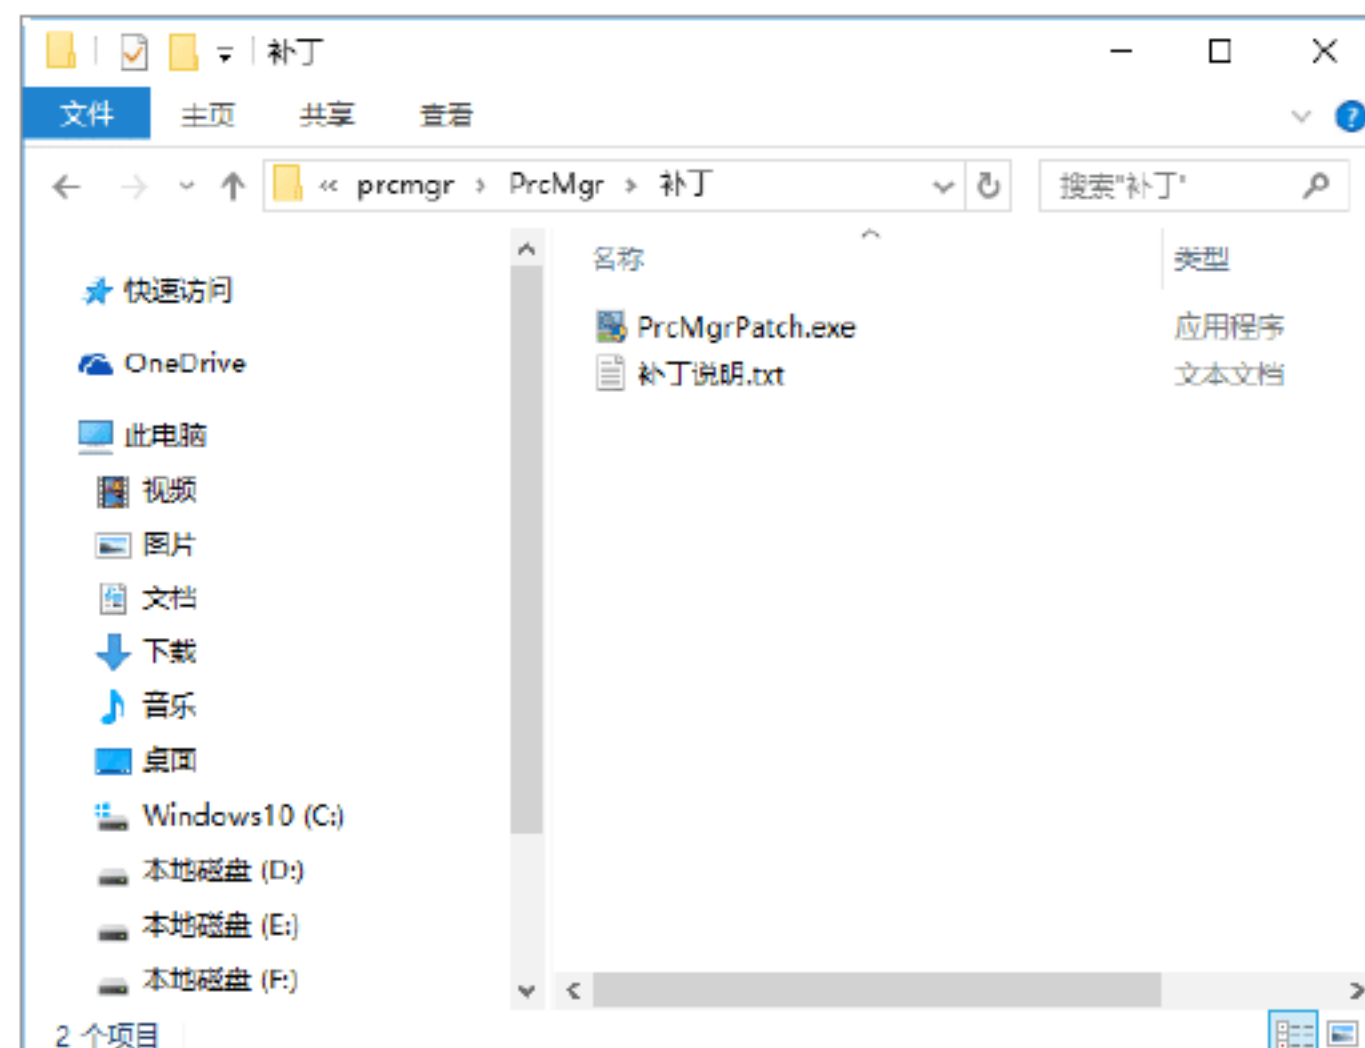 补丁
文件 主页 共享 查看
« prcmgr › PrcMgr › 补丁 搜索"补丁"
名称 类型
快速访问
PrcMgrPatch.exe 应用程序
OneDrive
补丁说明.txt 文本文档
此电脑
视频
图片
文档
下载
音乐
桌面
Windows10 (C:)
本地磁盘 (D:)
本地磁盘 (E:)
本地磁盘 (F:)
2 个项目